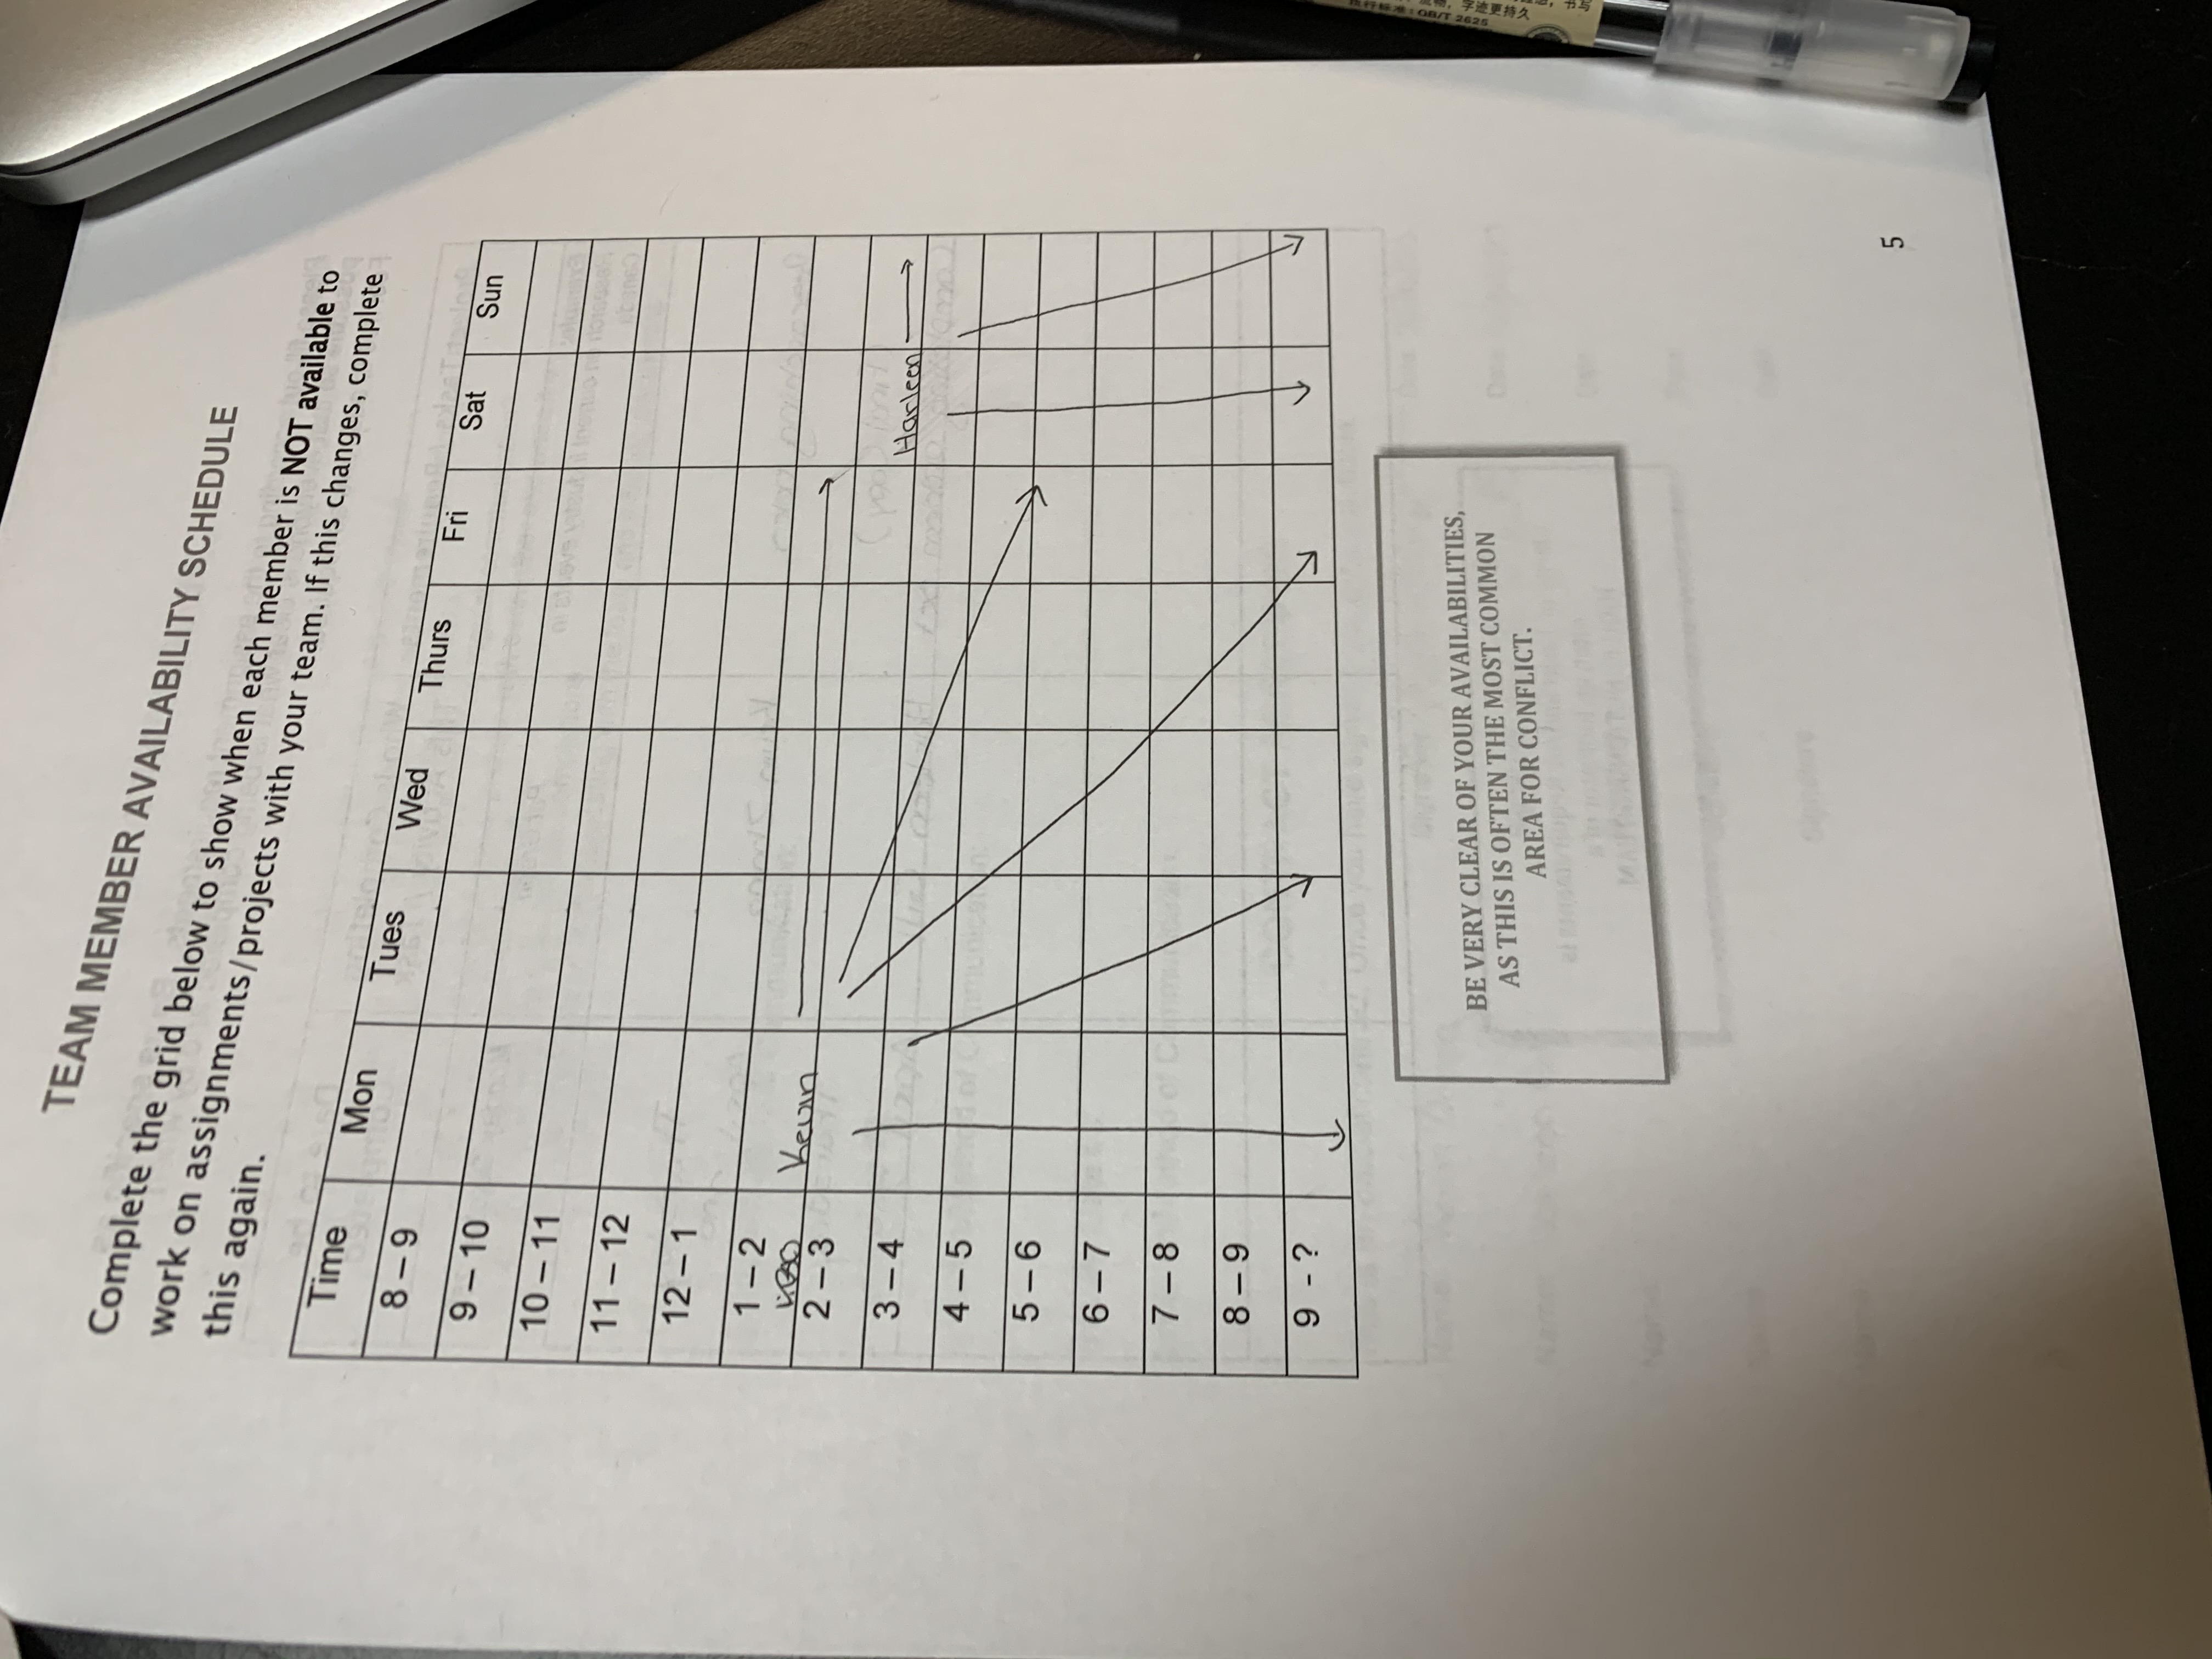 TEAM MEMBER AVAILABILITY SCHEDULE
Complete the grid below to show when each member is NOT available to
work on assignments/projects with your team. If this changes, complete
this again.
Time Mon Tues Wed Thurs Fri Sat Sun
8 – 9
9 – 10
10 – 11
11 – 12
12 – 1
1 – 2
Kevin
2 – 3
3 – 4 Harleen
4 – 5
5 – 6
6 – 7
7 – 8
8 – 9
9 - ?
BE VERY CLEAR OF YOUR AVAILABILITIES,
AS THIS IS OFTEN THE MOST COMMON
AREA FOR CONFLICT.
5